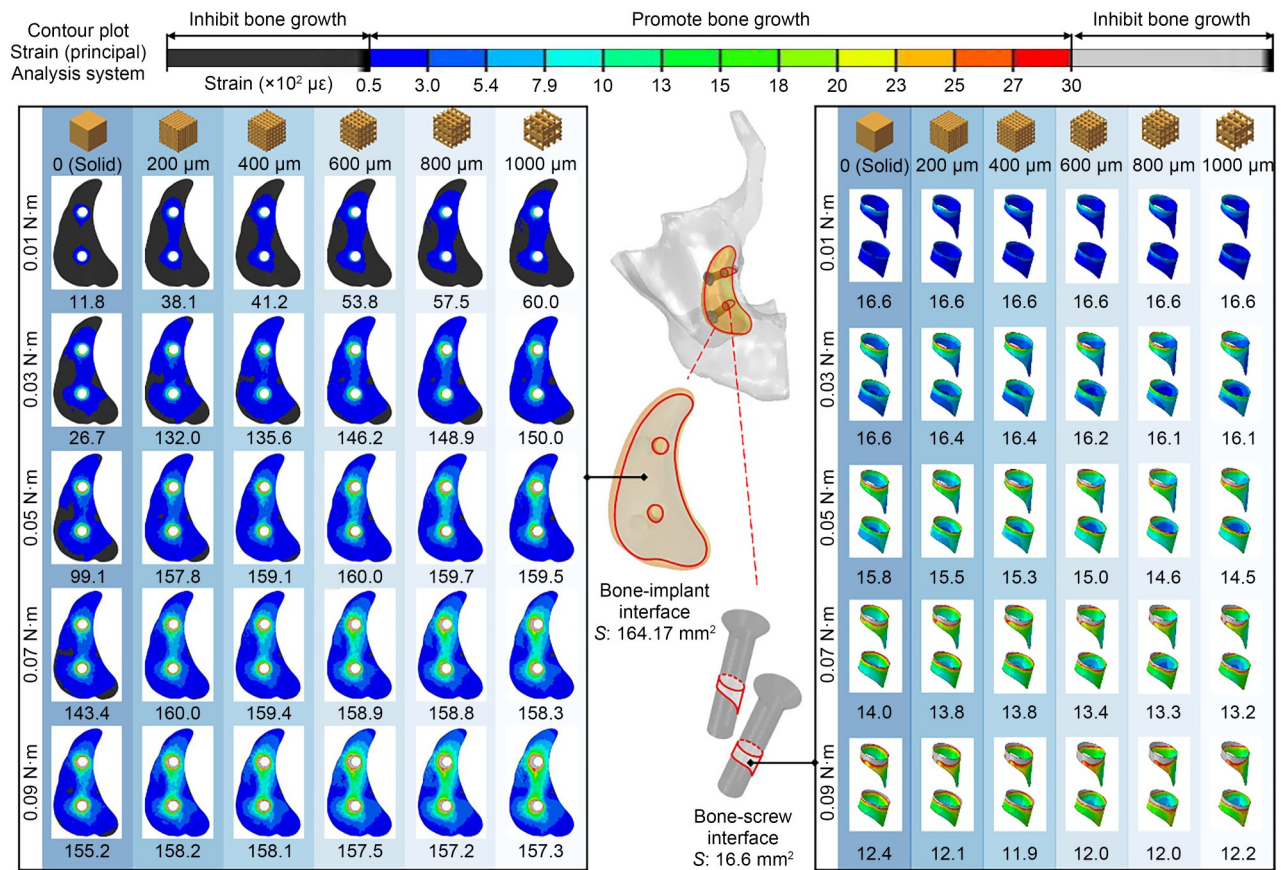 Contour plot
Strain (principal)
Analysis system
Inhibit bone growth
Promote bone growth
Inhibit bone growth
Strain (×10² µε)
0.5 3.0 5.4 7.9 10 13 15 18 20 23 25 27 30
0 (Solid) 200 µm 400 µm 600 µm 800 µm 1000 µm
0.01 N·m
11.8 38.1 41.2 53.8 57.5 60.0
0.03 N·m
26.7 132.0 135.6 146.2 148.9 150.0
0.05 N·m
99.1 157.8 159.1 160.0 159.7 159.5
0.07 N·m
143.4 160.0 159.4 158.9 158.8 158.3
0.09 N·m
155.2 158.2 158.1 157.5 157.2 157.3
Bone-implant
interface
S: 164.17 mm²
Bone-screw
interface
S: 16.6 mm²
0 (Solid) 200 µm 400 µm 600 µm 800 µm 1000 µm
0.01 N·m
16.6 16.6 16.6 16.6 16.6 16.6
0.03 N·m
16.6 16.4 16.4 16.2 16.1 16.1
0.05 N·m
15.8 15.5 15.3 15.0 14.6 14.5
0.07 N·m
14.0 13.8 13.8 13.4 13.3 13.2
0.09 N·m
12.4 12.1 11.9 12.0 12.0 12.2